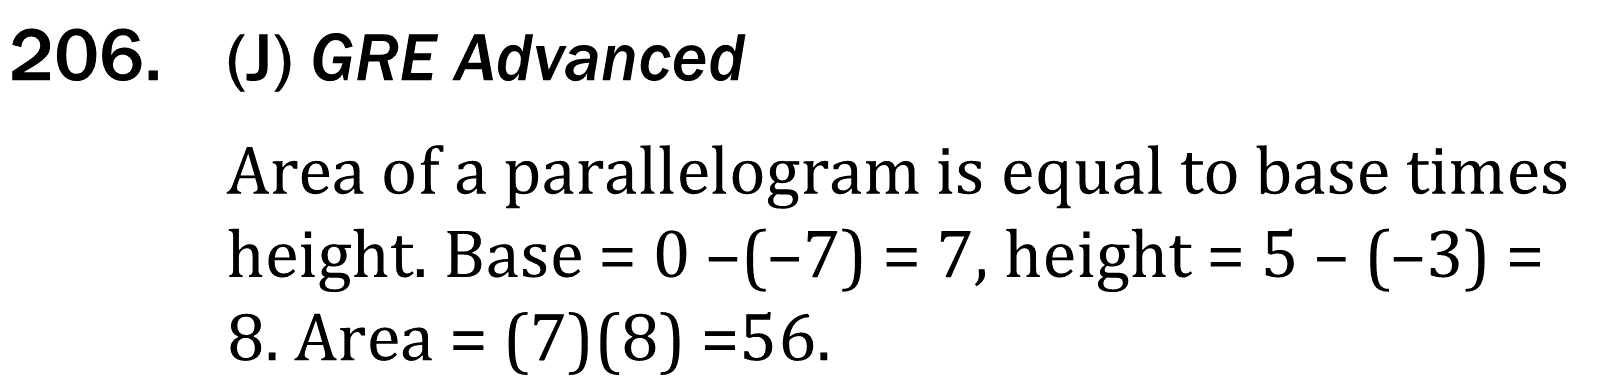 206. (J) GRE Advanced
Area of a parallelogram is equal to base times
height. Base = 0 –(–7) = 7, height = 5 – (–3) =
8. Area = (7)(8) =56.